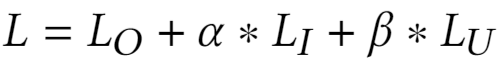 L = L_O + α * L_I + β * L_U